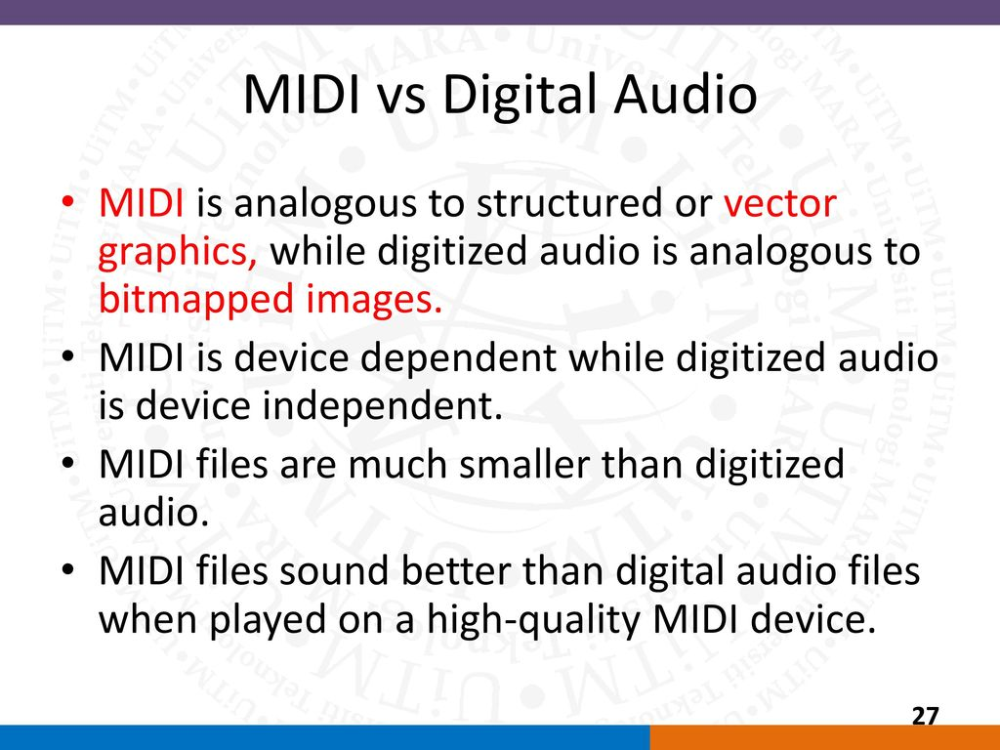 MIDI vs Digital Audio
• MIDI is analogous to structured or vector
graphics, while digitized audio is analogous to
bitmapped images.
• MIDI is device dependent while digitized audio
is device independent.
• MIDI files are much smaller than digitized
audio.
• MIDI files sound better than digital audio files
when played on a high-quality MIDI device.
27